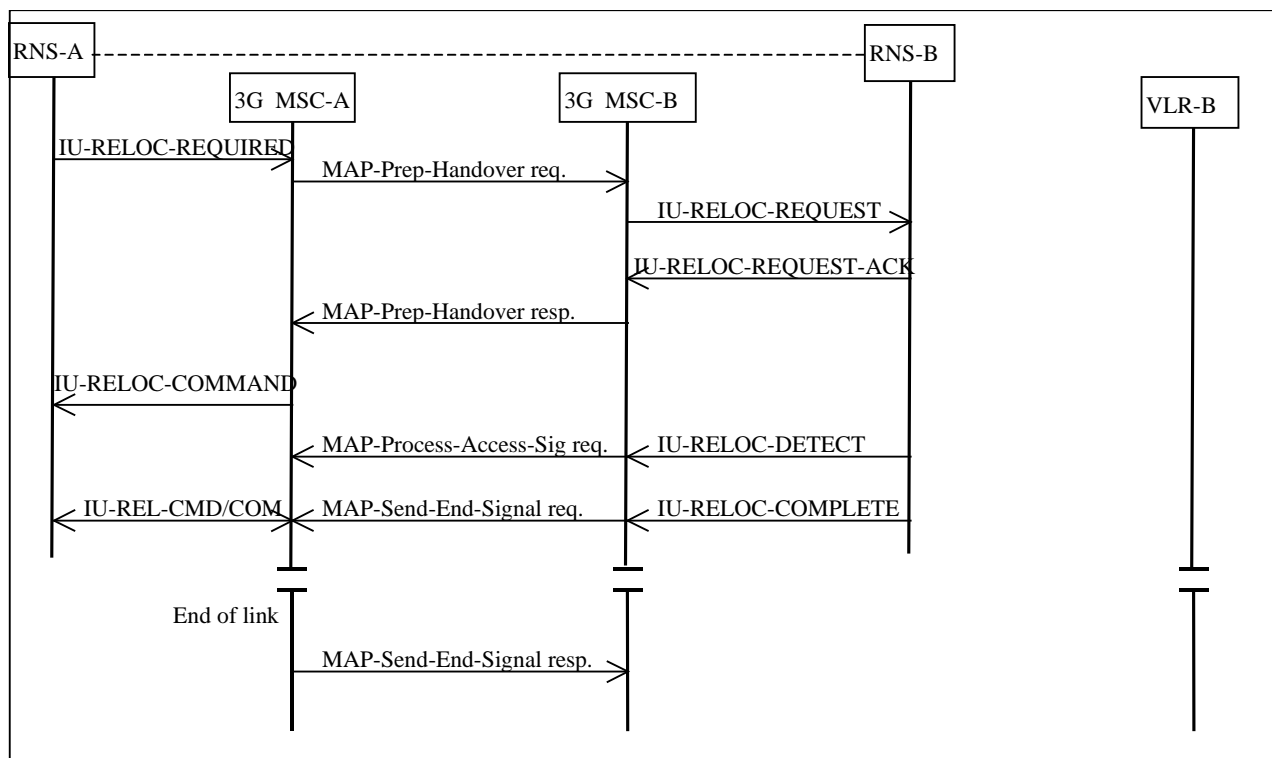 RNS-A
RNS-B
3G MSC-A
3G MSC-B
VLR-B
IU-RELOC-REQUIRED
MAP-Prep-Handover req.
IU-RELOC-REQUEST
IU-RELOC-REQUEST-ACK
MAP-Prep-Handover resp.
IU-RELOC-COMMAND
MAP-Process-Access-Sig req.
IU-RELOC-DETECT
IU-REL-CMD/COM
MAP-Send-End-Signal req.
IU-RELOC-COMPLETE
End of link
MAP-Send-End-Signal resp.